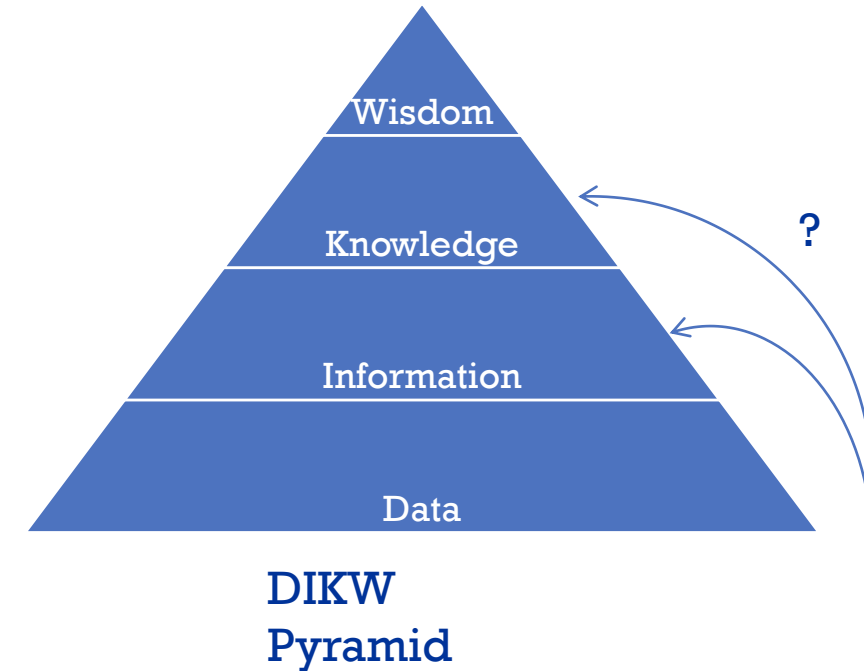 Wisdom
?
Knowledge
Information
Data
DIKW
Pyramid